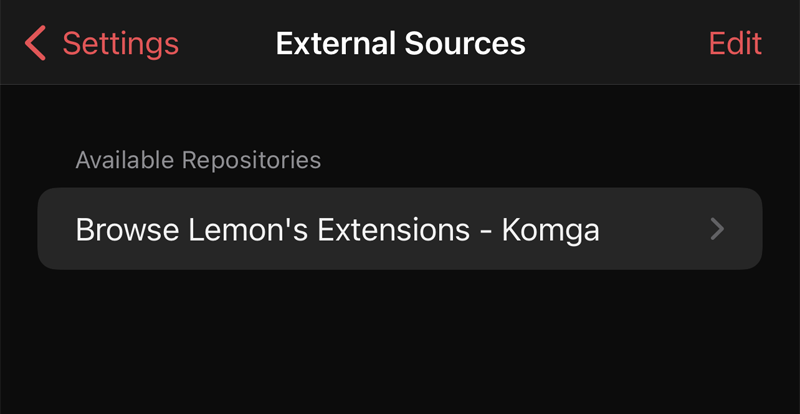 Settings
External Sources
Edit
Available Repositories
Browse Lemon's Extensions - Komga